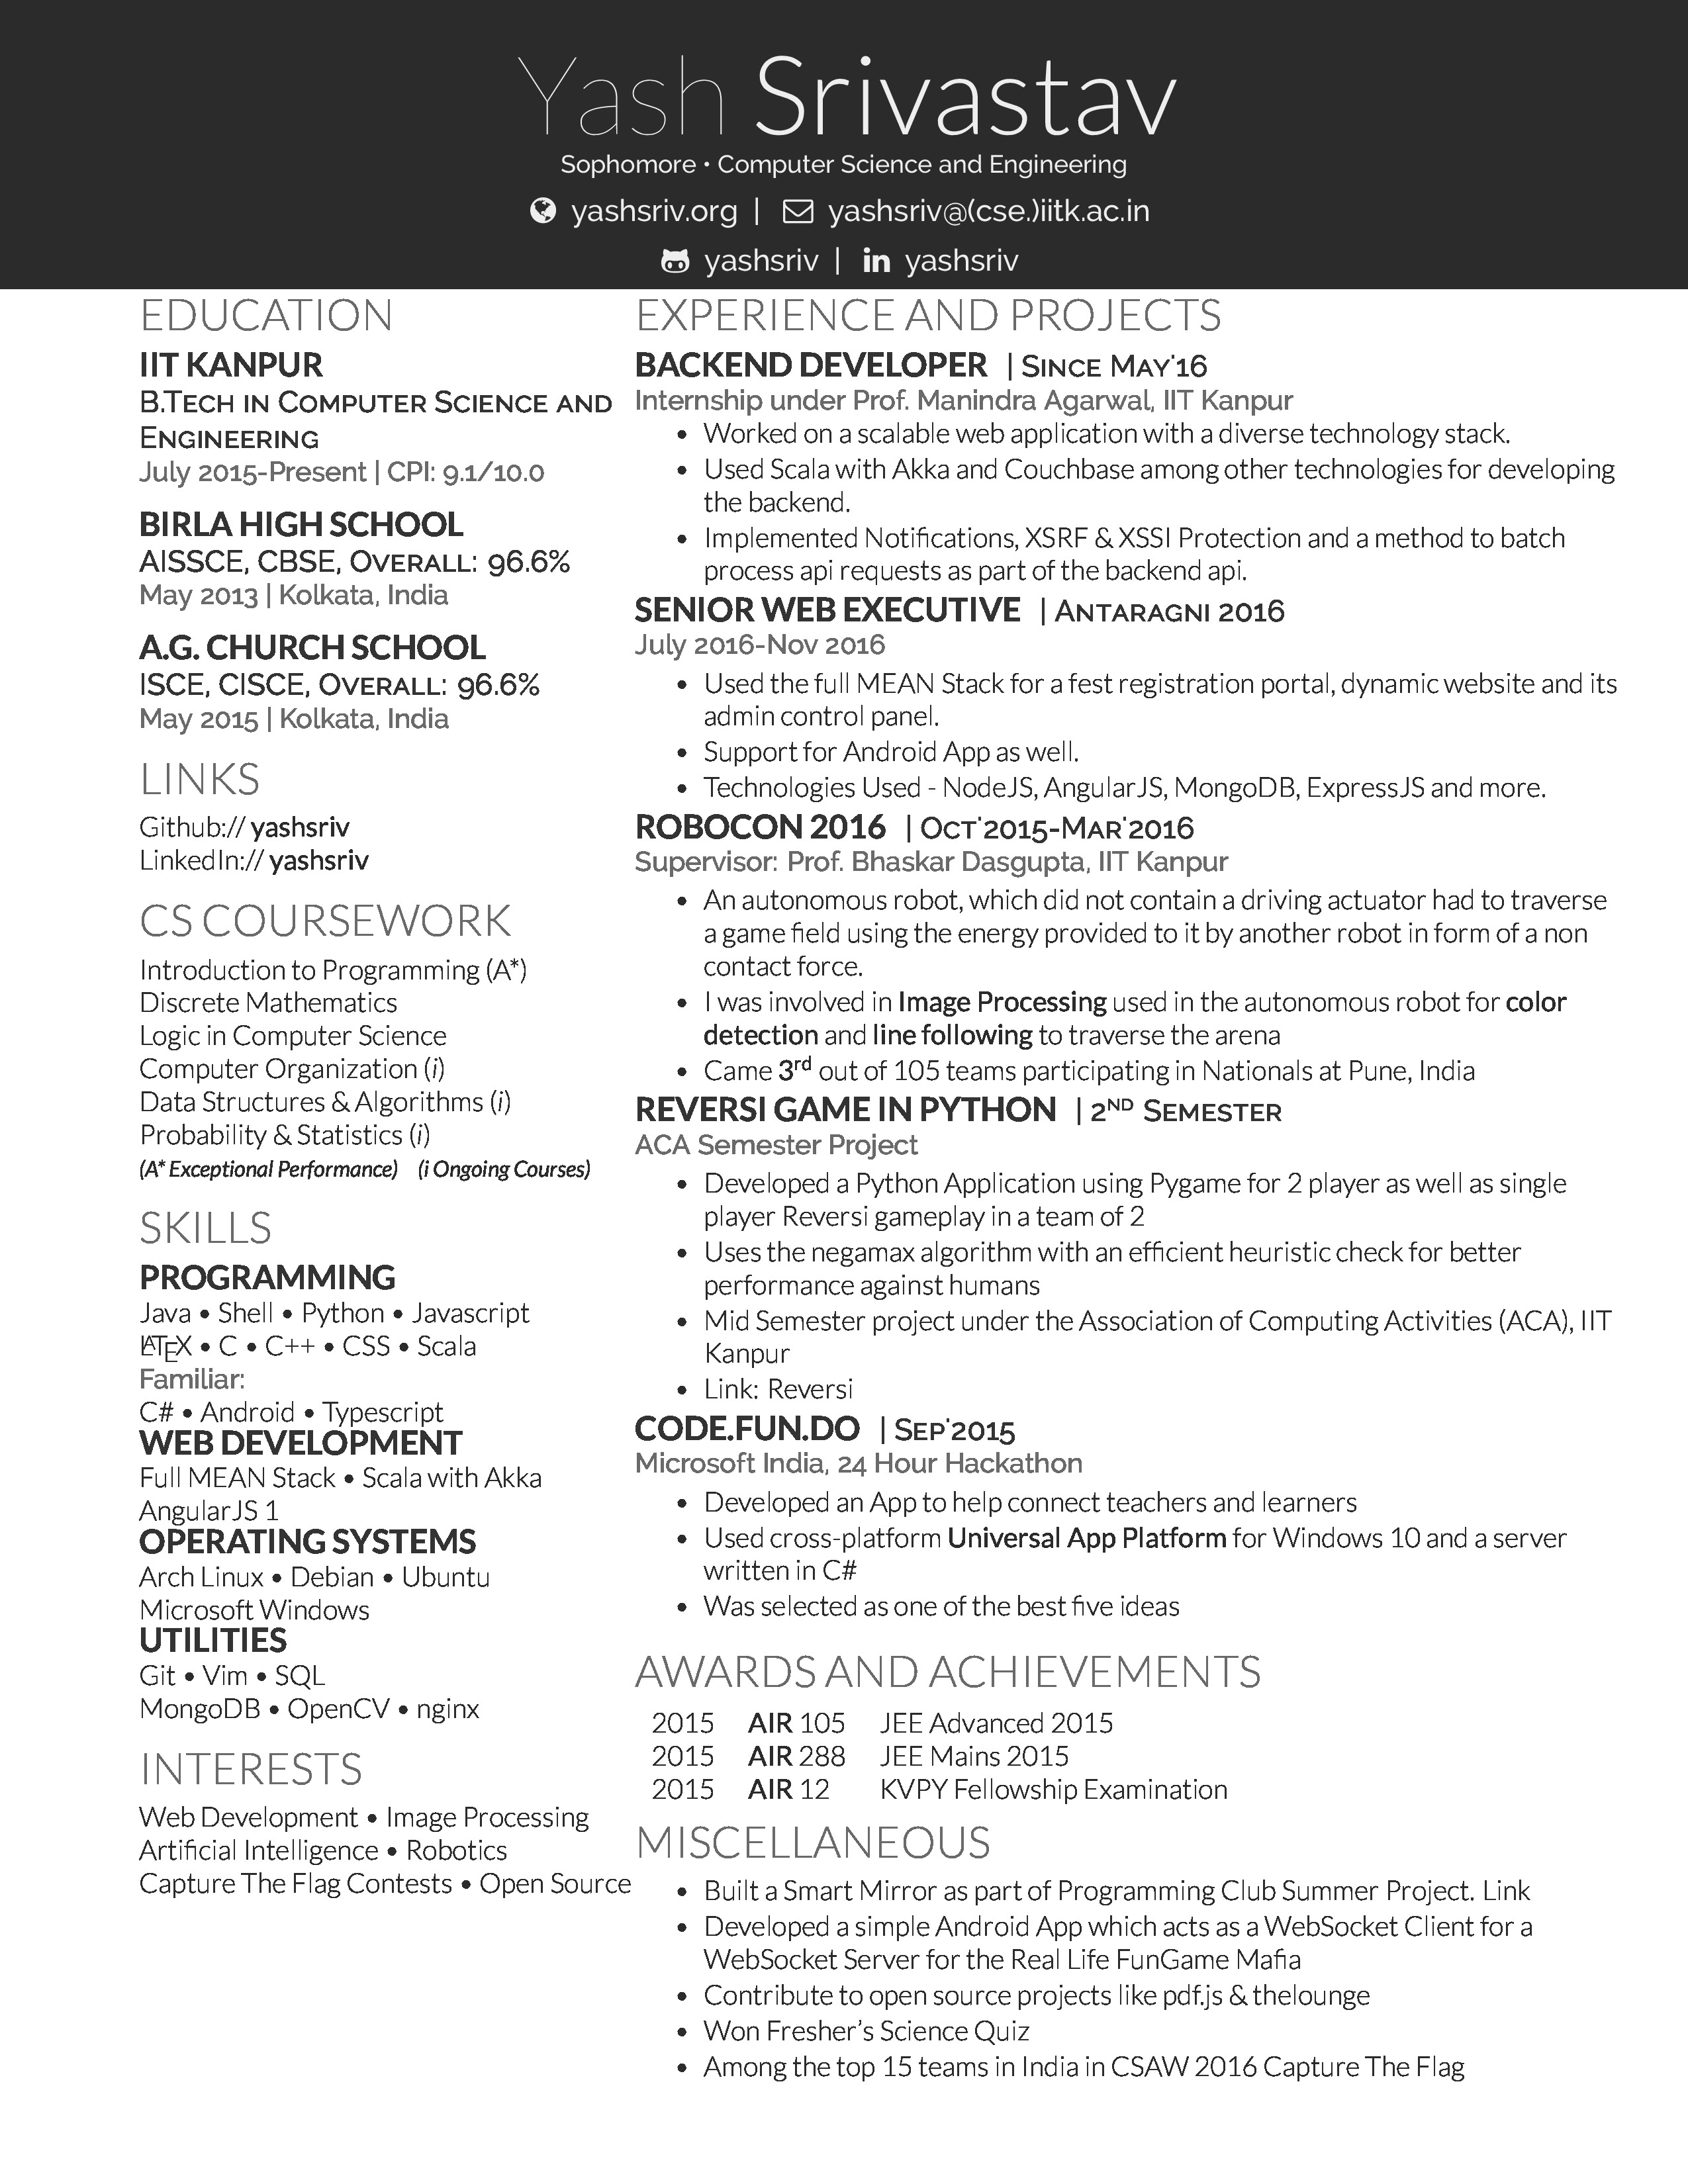 Yash Srivastav
Sophomore • Computer Science and Engineering
yashsriv.org | yashsriv@(cse.)iitk.ac.in
yashsriv | yashsriv
EDUCATION
IIT KANPUR
B.Tech in Computer Science and
Engineering
July 2015-Present | CPI: 9.1/10.0
BIRLA HIGH SCHOOL
AISSCE, CBSE, Overall: 96.6%
May 2013 | Kolkata, India
A.G. CHURCH SCHOOL
ISCE, CISCE, Overall: 96.6%
May 2015 | Kolkata, India
LINKS
Github:// yashsriv
LinkedIn:// yashsriv
CS COURSEWORK
Introduction to Programming (A*)
Discrete Mathematics
Logic in Computer Science
Computer Organization (i)
Data Structures & Algorithms (i)
Probability & Statistics (i)
(A* Exceptional Performance) (i Ongoing Courses)
SKILLS
PROGRAMMING
Java • Shell • Python • Javascript
LATEX • C • C++ • CSS • Scala
Familiar:
C# • Android • Typescript
WEB DEVELOPMENT
Full MEAN Stack • Scala with Akka
AngularJS 1
OPERATING SYSTEMS
Arch Linux • Debian • Ubuntu
Microsoft Windows
UTILITIES
Git • Vim • SQL
MongoDB • OpenCV • nginx
INTERESTS
Web Development • Image Processing
Artificial Intelligence • Robotics
Capture The Flag Contests • Open Source
EXPERIENCE AND PROJECTS
BACKEND DEVELOPER | Since May'16
Internship under Prof. Manindra Agarwal, IIT Kanpur
• Worked on a scalable web application with a diverse technology stack.
• Used Scala with Akka and Couchbase among other technologies for developing
the backend.
• Implemented Notifications, XSRF & XSSI Protection and a method to batch
process api requests as part of the backend api.
SENIOR WEB EXECUTIVE | Antaragni 2016
July 2016-Nov 2016
• Used the full MEAN Stack for a fest registration portal, dynamic website and its
admin control panel.
• Support for Android App as well.
• Technologies Used - NodeJS, AngularJS, MongoDB, ExpressJS and more.
ROBOCON 2016 | Oct'2015-Mar'2016
Supervisor: Prof. Bhaskar Dasgupta, IIT Kanpur
• An autonomous robot, which did not contain a driving actuator had to traverse
a game field using the energy provided to it by another robot in form of a non
contact force.
• I was involved in Image Processing used in the autonomous robot for color
detection and line following to traverse the arena
• Came 3rd out of 105 teams participating in Nationals at Pune, India
REVERSI GAME IN PYTHON | 2nd Semester
ACA Semester Project
• Developed a Python Application using Pygame for 2 player as well as single
player Reversi gameplay in a team of 2
• Uses the negamax algorithm with an efficient heuristic check for better
performance against humans
• Mid Semester project under the Association of Computing Activities (ACA), IIT
Kanpur
• Link: Reversi
CODE.FUN.DO | Sep'2015
Microsoft India, 24 Hour Hackathon
• Developed an App to help connect teachers and learners
• Used cross-platform Universal App Platform for Windows 10 and a server
written in C#
• Was selected as one of the best five ideas
AWARDS AND ACHIEVEMENTS
2015 AIR 105 JEE Advanced 2015
2015 AIR 288 JEE Mains 2015
2015 AIR 12 KVPY Fellowship Examination
MISCELLANEOUS
• Built a Smart Mirror as part of Programming Club Summer Project. Link
• Developed a simple Android App which acts as a WebSocket Client for a
WebSocket Server for the Real Life FunGame Mafia
• Contribute to open source projects like pdf.js & thelounge
• Won Fresher's Science Quiz
• Among the top 15 teams in India in CSAW 2016 Capture The Flag